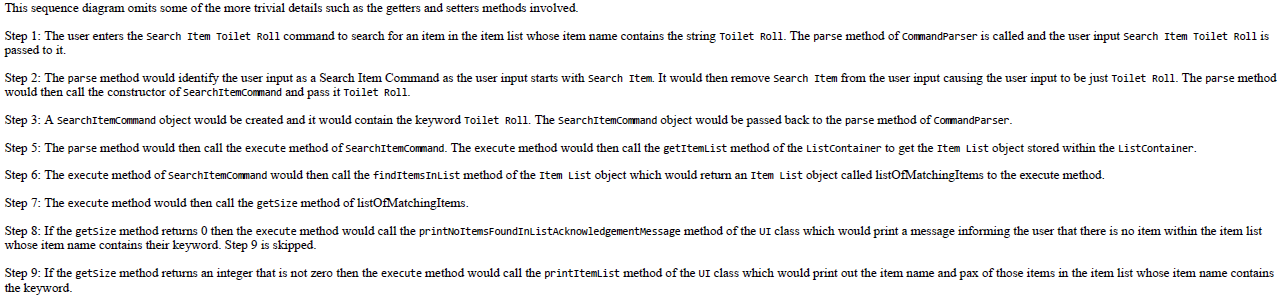 This sequence diagram omits some of the more trivial details such as the getters and setters methods involved.
Step 1: The user enters the Search Item Toilet Roll command to search for an item in the item list whose item name contains the string Toilet Roll. The parse method of CommandParser is called and the user input Search Item Toilet Roll is
passed to it.
Step 2: The parse method would identify the user input as a Search Item Command as the user input starts with Search Item. It would then remove Search Item from the user input causing the user input to be just Toilet Roll. The parse method
would then call the constructor of SearchItemCommand and pass it Toilet Roll.
Step 3: A SearchItemCommand object would be created and it would contain the keyword Toilet Roll. The SearchItemCommand object would be passed back to the parse method of CommandParser.
Step 5: The parse method would then call the execute method of SearchItemCommand. The execute method would then call the getItemList method of the ListContainer to get the Item List object stored within the ListContainer.
Step 6: The execute method of SearchItemCommand would then call the findItemsInList method of the Item List object which would return an Item List object called listOfMatchingItems to the execute method.
Step 7: The execute method would then call the getSize method of listOfMatchingItems.
Step 8: If the getSize method returns 0 then the execute method would call the printNoItemsFoundInListAcknowledgementMessage method of the UI class which would print a message informing the user that there is no item within the item list
whose item name contains their keyword. Step 9 is skipped.
Step 9: If the getSize method returns an integer that is not zero then the execute method would call the printItemList method of the UI class which would print out the item name and pax of those items in the item list whose item name contains
the keyword.